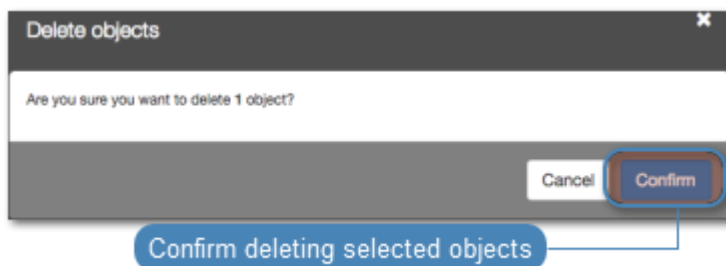 Delete objects
Are you sure you want to delete 1 object?
Cancel Confirm
Confirm deleting selected objects